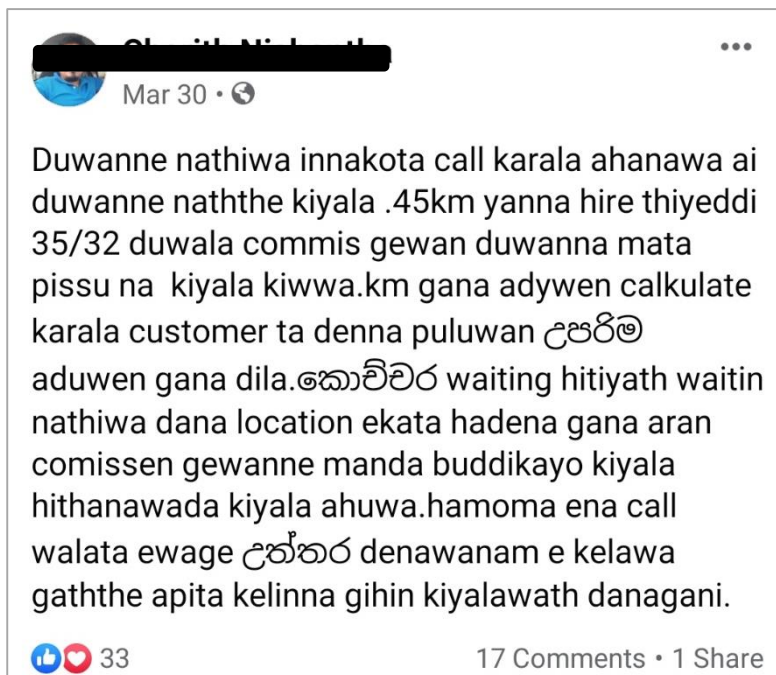 Mar 30
Duwanne nathiwa innakota call karala ahanawa ai
duwanne naththe kiyala .45km yanna hire thiyeddi
35/32 duwala commis gewan duwanna mata
pissu na kiyala kiwwa.km gana adywen calkulate
karala customer ta denna puluwan උපරිම
aduwen gana dila.කොච්චර waiting hitiyath waitin
nathiwa dana location ekata hadena gana aran
comissen gewanne manda buddikayo kiyala
hithanawada kiyala ahuwa.hamoma ena call
walata ewage උත්තර denawanam e kelawa
gaththe apita kelinna gihin kiyalawath danagani.
33 17 Comments • 1 Share